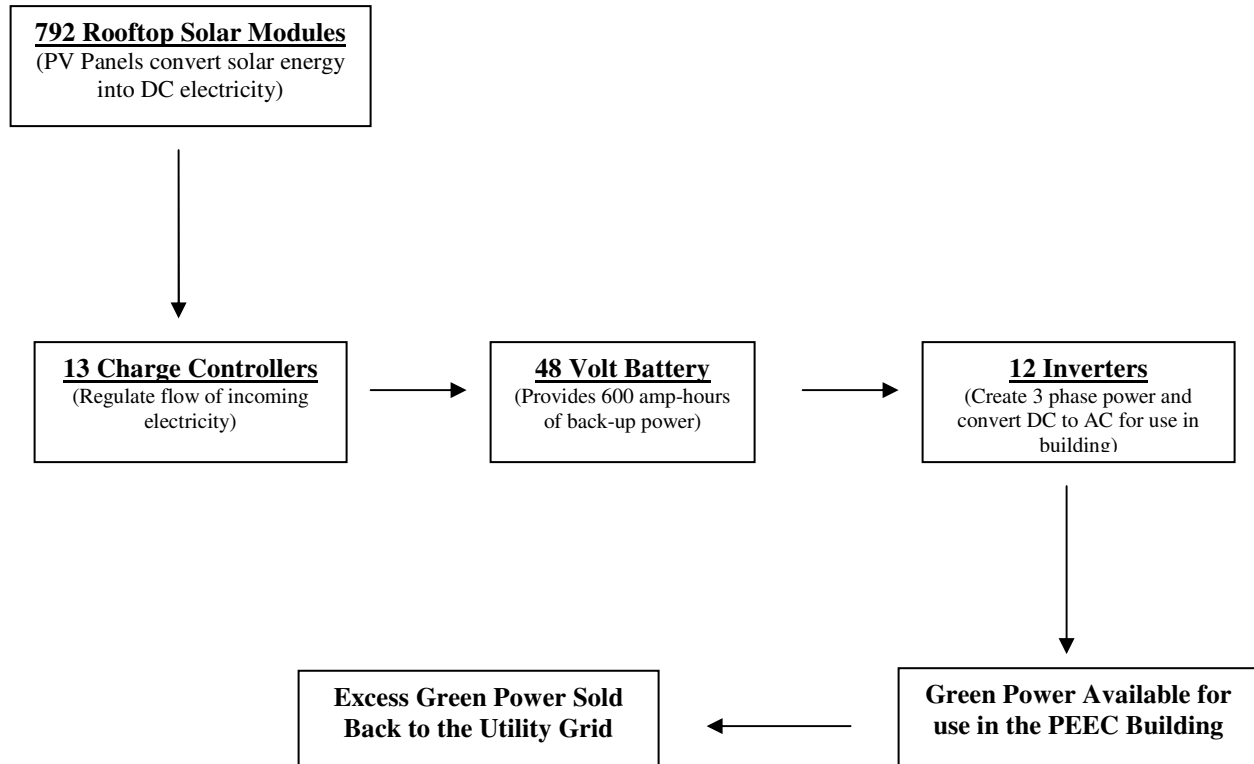 792 Rooftop Solar Modules
(PV Panels convert solar energy
into DC electricity)
13 Charge Controllers
(Regulate flow of incoming
electricity)
48 Volt Battery
(Provides 600 amp-hours
of back-up power)
12 Inverters
(Create 3 phase power and
convert DC to AC for use in
building)
Excess Green Power Sold
Back to the Utility Grid
Green Power Available for
use in the PEEC Building